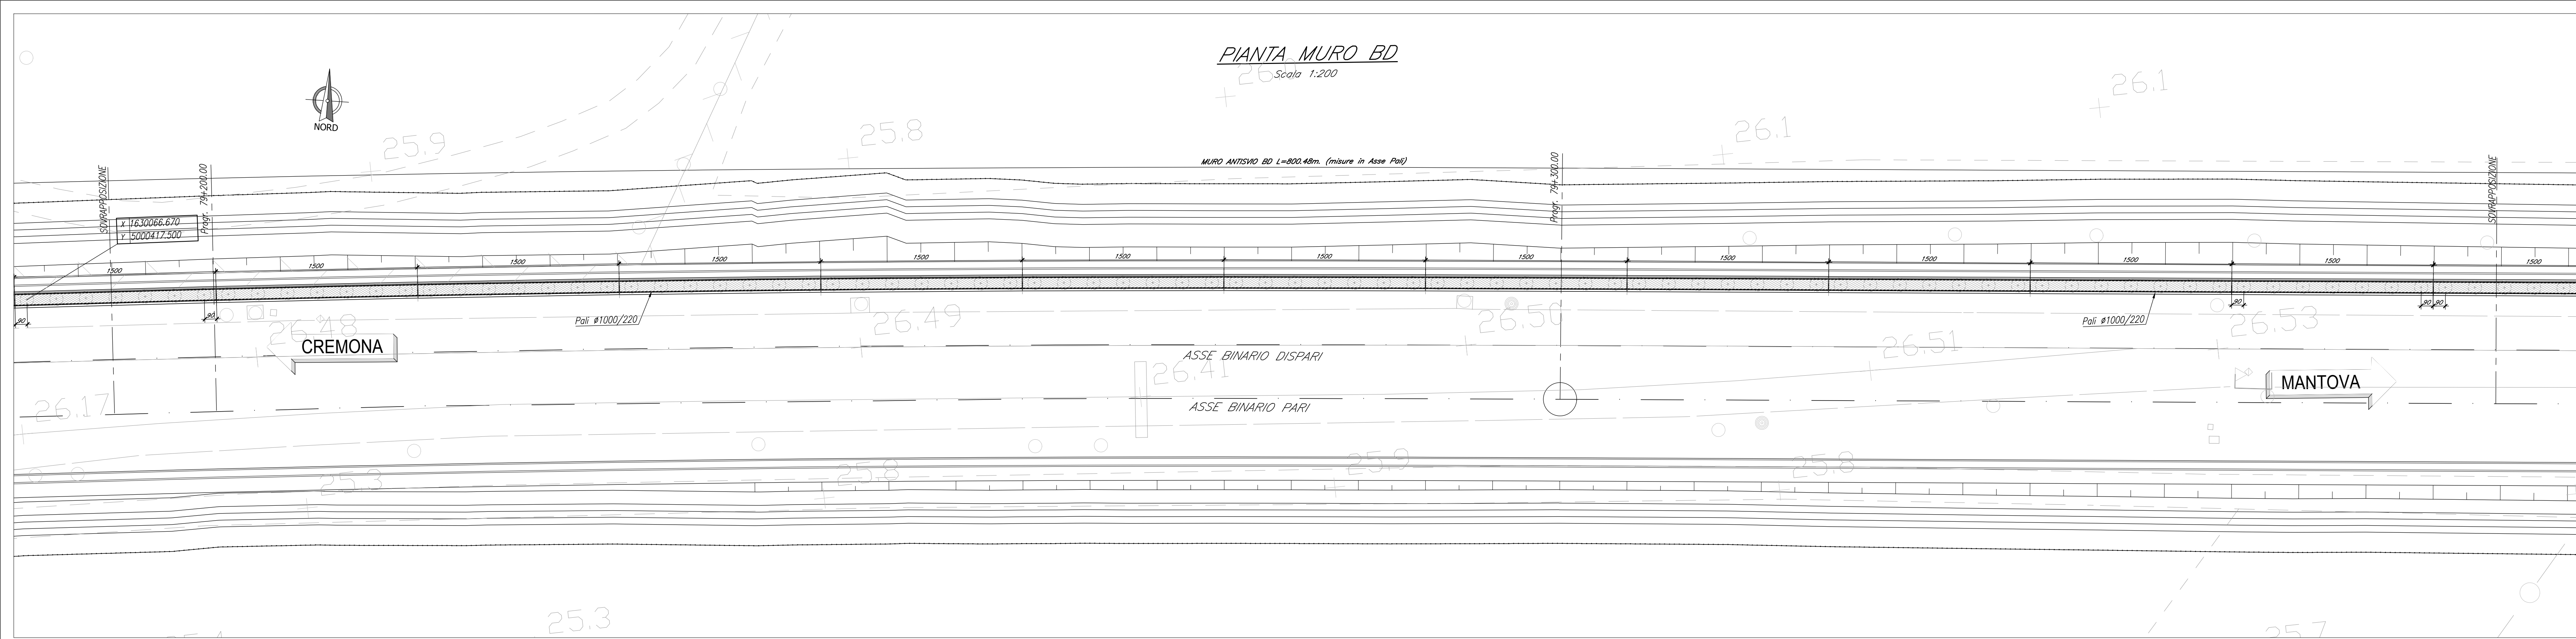 PIANTA MURO BD
Scala 1:200
26.1
26.1
25.8
25.9
NORD
MURO ANTISVIO BD L=800.48m. (misure in Asse Pali)
SOVRAPPOSIZIONE
Progr. 79+200.00
Progr. 79+300.00
SOVRAPPOSIZIONE
X 1630066.670
Y 5000417.500
1500 1500 1500 1500 1500 1500 1500 1500 1500 1500 1500 1500 1500
90 90 90 90 90
Pali ø1000/220
Pali ø1000/220
26.48
26.49
26.50
26.51
26.53
CREMONA
ASSE BINARIO DISPARI
26.41
MANTOVA
26.17
ASSE BINARIO PARI
25.3
25.8
25.9
25.8
25.3
25.7